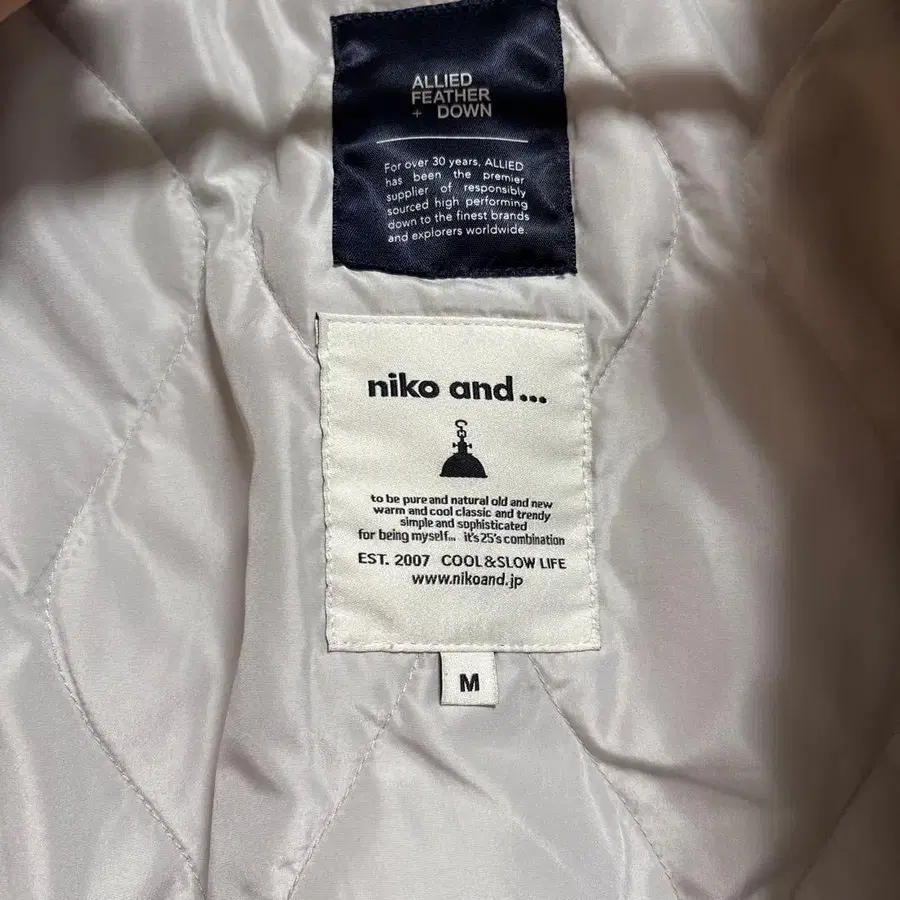 ALLIED
FEATHER
+ DOWN
For over 30 years, ALLIED
has been the premier
supplier of responsibly
sourced high performing
down to the finest brands
and explorers worldwide
niko and...
to be pure and natural old and new
warm and cool classic and trendy
simple and sophisticated
for being myself... it's 25's combination
EST. 2007 COOL&SLOW LIFE
www.nikoand.jp
M